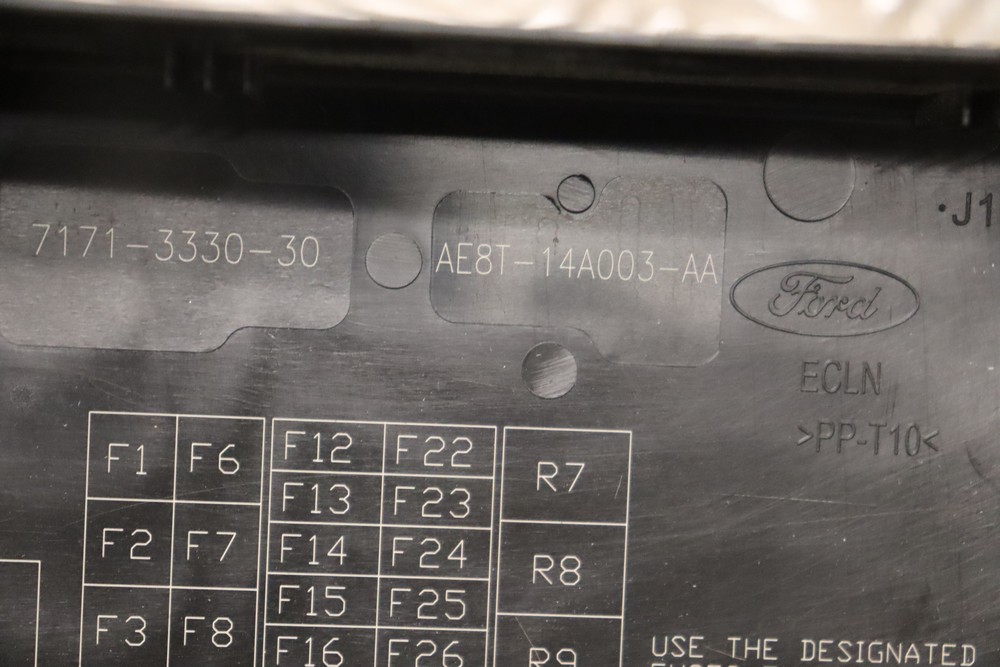 7171-3330-30
AE8T-14A003-AA
·J1
Ford
ECLN
>PP-T10<
F1 F6 F12 F22 R7
F13 F23
F2 F7 F14 F24 R8
F15 F25
F3 F8 F16 F26 R9
USE THE DESIGNATED